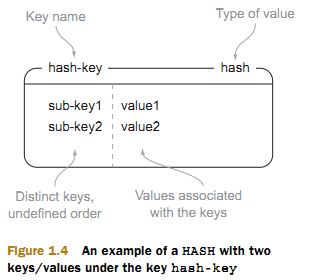 Key name
Type of value
hash-key
hash
sub-key1 value1
sub-key2 value2
Distinct keys,
undefined order
Values associated
with the keys
Figure 1.4 An example of a HASH with two
keys/values under the key hash-key